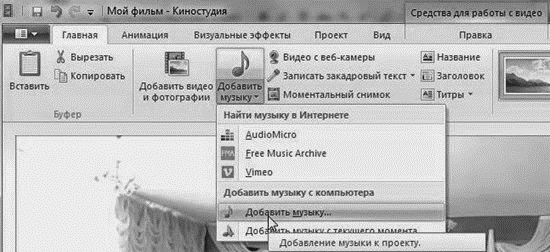 Мой фильм - Киностудия
Средства для работы с видео
Главная Анимация Визуальные эффекты Проект Вид Правка
Вставить
Вырезать
Копировать
Буфер
Добавить видео и фотографии
Добавить музыку
Видео с веб-камеры
Записать закадровый текст
Моментальный снимок
Название
Заголовок
Титры
Найти музыку в Интернете
AudioMicro
FMA Free Music Archive
Vimeo
Добавить музыку с компьютера
Добавить музыку...
Добавить музыку с текущего момента
Добавление музыки к проекту.